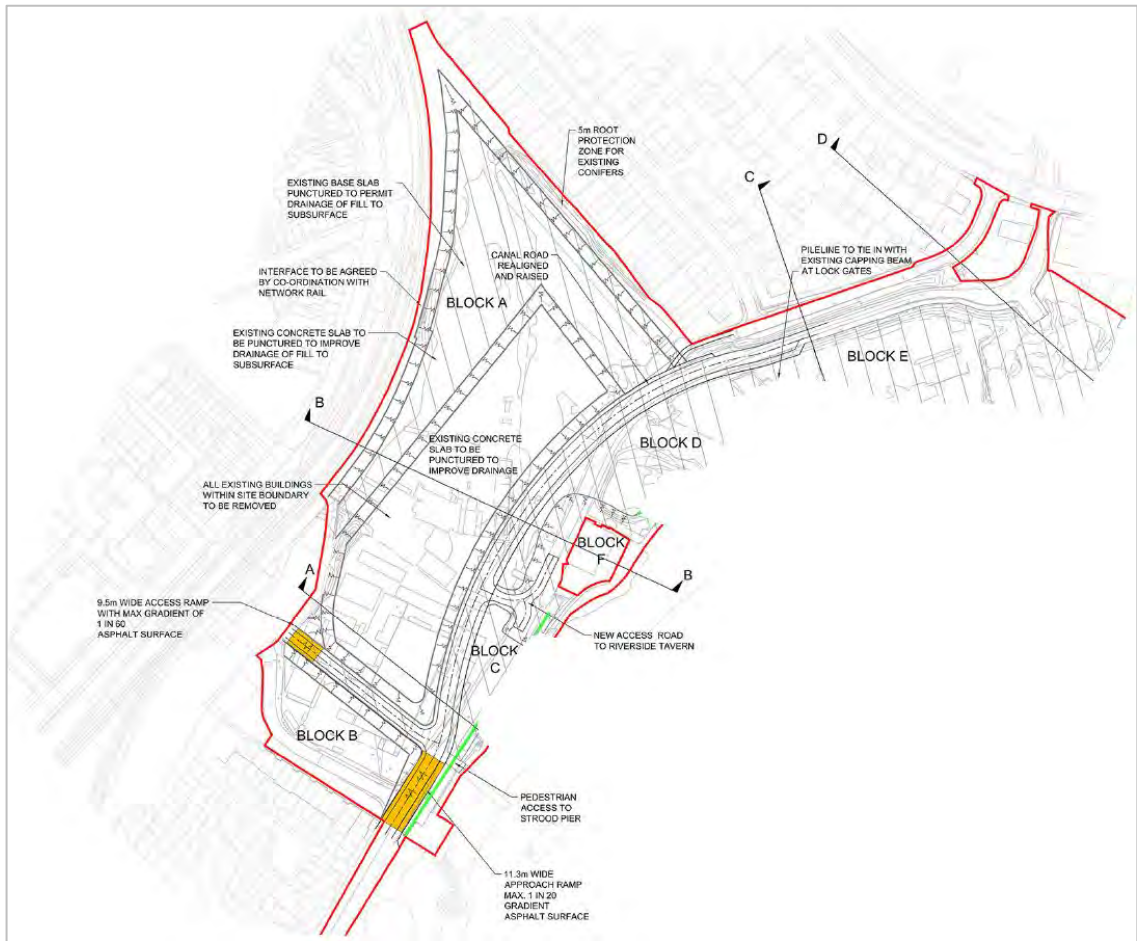 5m ROOT
PROTECTION
ZONE FOR
EXISTING
CONIFERS
D
C
EXISTING BASE SLAB
PUNCTURED TO PERMIT
DRAINAGE OF FILL TO
SUBSURFACE
CANAL ROAD
REALIGNED
AND RAISED
PILELINE TO TIE IN WITH
EXISTING CAPPING BEAM
AT LOCK GATES
INTERFACE TO BE AGREED
BY CO-ORDINATION WITH
NETWORK RAIL
BLOCK A
EXISTING CONCRETE SLAB TO
BE PUNCTURED TO IMPROVE
DRAINAGE OF FILL TO
SUBSURFACE
BLOCK E
B
EXISTING CONCRETE
SLAB TO BE
PUNCTURED TO
IMPROVE DRAINAGE
BLOCK D
ALL EXISTING BUILDINGS
WITHIN SITE BOUNDARY
TO BE REMOVED
BLOCK
F
A
B
9.5m WIDE ACCESS RAMP
WITH MAX GRADIENT OF
1 IN 60
ASPHALT SURFACE
NEW ACCESS ROAD
TO RIVERSIDE TAVERN
BLOCK
C
BLOCK B
PEDESTRIAN
ACCESS TO
STROOD PIER
11.3m WIDE
APPROACH RAMP
MAX. 1 IN 20
GRADIENT
ASPHALT SURFACE